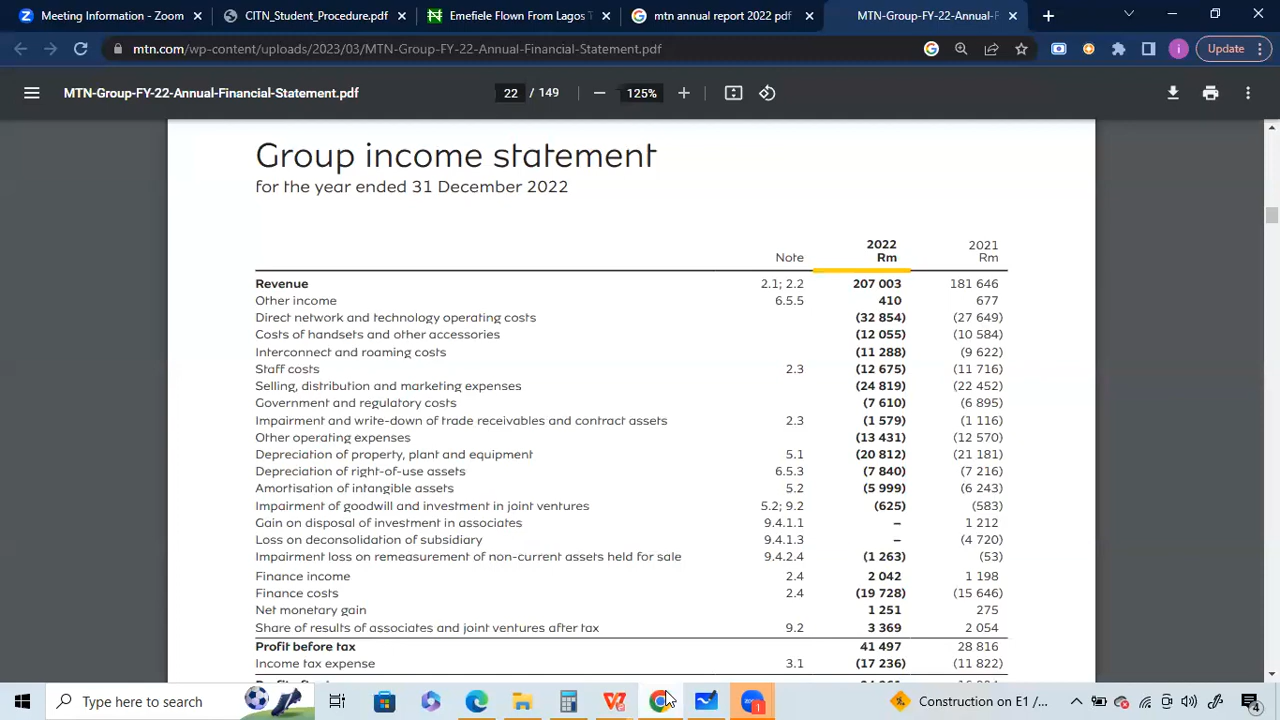 Meeting Information - Zoom
CITN_Student_Procedure.pdf
Emefiele Flown From Lagos T
mtn annual report 2022 pdf
MTN-Group-FY-22-Annual-F
mtn.com/wp-content/uploads/2023/03/MTN-Group-FY-22-Annual-Financial-Statement.pdf
Update
MTN-Group-FY-22-Annual-Financial-Statement.pdf
22 / 149
125%
Group income statement
for the year ended 31 December 2022
2022 2021
Note Rm Rm
Revenue 2.1; 2.2 207 003 181 646
Other income 6.5.5 410 677
Direct network and technology operating costs (32 854) (27 649)
Costs of handsets and other accessories (12 055) (10 584)
Interconnect and roaming costs (11 288) (9 622)
Staff costs 2.3 (12 675) (11 716)
Selling, distribution and marketing expenses (24 819) (22 452)
Government and regulatory costs (7 610) (6 895)
Impairment and write-down of trade receivables and contract assets 2.3 (1 579) (1 116)
Other operating expenses (13 431) (12 570)
Depreciation of property, plant and equipment 5.1 (20 812) (21 181)
Depreciation of right-of-use assets 6.5.3 (7 840) (7 216)
Amortisation of intangible assets 5.2 (5 999) (6 243)
Impairment of goodwill and investment in joint ventures 5.2; 9.2 (625) (583)
Gain on disposal of investment in associates 9.4.1.1 – 1 212
Loss on deconsolidation of subsidiary 9.4.1.3 – (4 720)
Impairment loss on remeasurement of non-current assets held for sale 9.4.2.4 (1 263) (53)
Finance income 2.4 2 042 1 198
Finance costs 2.4 (19 728) (15 646)
Net monetary gain 1 251 275
Share of results of associates and joint ventures after tax 9.2 3 369 2 054
Profit before tax 41 497 28 816
Income tax expense 3.1 (17 236) (11 822)
Type here to search
Construction on E1 /...